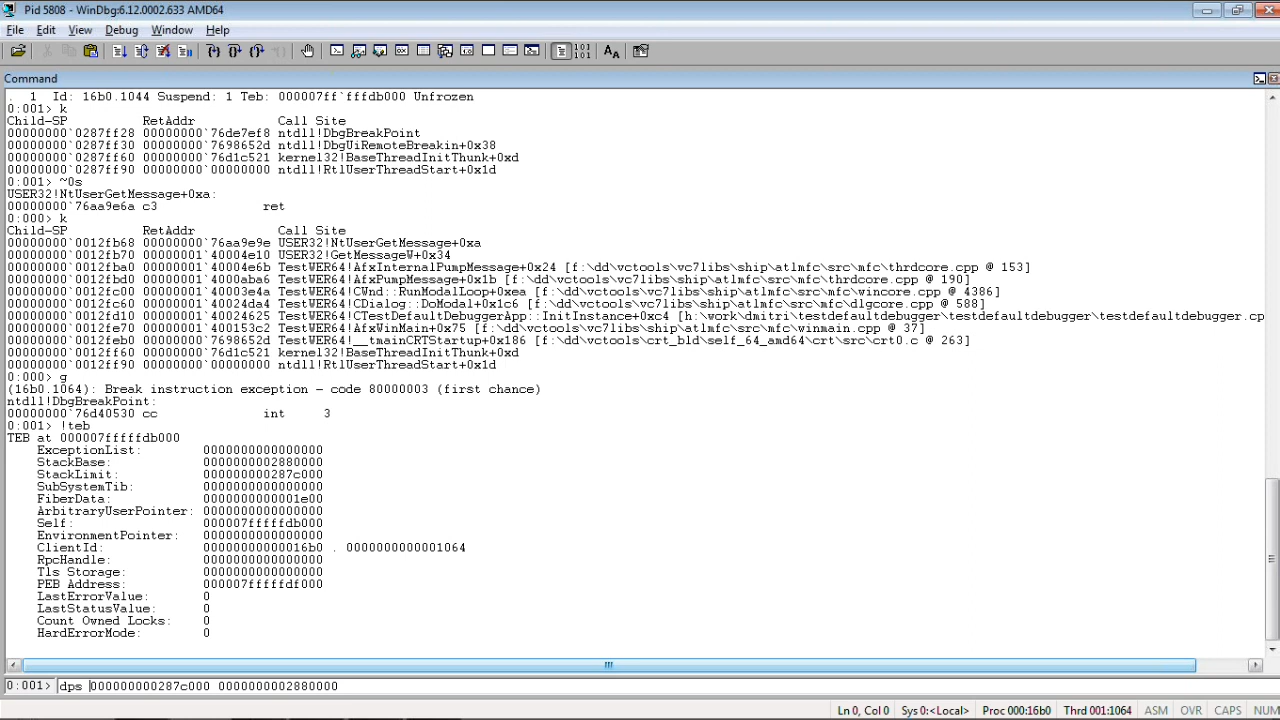 Pid 5808 - WinDbg:6.12.0002.633 AMD64
File Edit View Debug Window Help
Command
. 1 Id: 16b0.1044 Suspend: 1 Teb: 000007ff`fffdb000 Unfrozen
0:001> k
Child-SP RetAddr Call Site
00000000`0287ff28 00000000`76de7ef8 ntdll!DbgBreakPoint
00000000`0287ff30 00000000`7698652d ntdll!DbgUiRemoteBreakin+0x38
00000000`0287ff60 00000000`76d1c521 kernel32!BaseThreadInitThunk+0xd
00000000`0287ff90 00000000`00000000 ntdll!RtlUserThreadStart+0x1d
0:001> ~0s
USER32!NtUserGetMessage+0xa:
00000000`76aa9e6a c3 ret
0:000> k
Child-SP RetAddr Call Site
00000000`0012fb68 00000000`76aa9e9e USER32!NtUserGetMessage+0xa
00000000`0012fb70 00000001`40004e10 USER32!GetMessageW+0x34
00000000`0012fba0 00000001`40004e6b TestWER64!AfxInternalPumpMessage+0x24 [f:\dd\vctools\vc7libs\ship\atlmfc\src\mfc\thrdcore.cpp @ 153]
00000000`0012fbd0 00000001`4000aba6 TestWER64!AfxPumpMessage+0x1b [f:\dd\vctools\vc7libs\ship\atlmfc\src\mfc\thrdcore.cpp @ 190]
00000000`0012fc00 00000001`40003e4a TestWER64!CWnd::RunModalLoop+0xea [f:\dd\vctools\vc7libs\ship\atlmfc\src\mfc\wincore.cpp @ 4386]
00000000`0012fc60 00000001`40024da4 TestWER64!CDialog::DoModal+0x1c6 [f:\dd\vctools\vc7libs\ship\atlmfc\src\mfc\dlgcore.cpp @ 588]
00000000`0012fd10 00000001`40024625 TestWER64!CTestDefaultDebuggerApp::InitInstance+0xc4 [h:\work\dmitri\testdefaultdebugger\testdefaultdebugger\testdefaultdebugger.cp
00000000`0012fe70 00000001`400153c2 TestWER64!AfxWinMain+0x75 [f:\dd\vctools\vc7libs\ship\atlmfc\src\mfc\winmain.cpp @ 37]
00000000`0012feb0 00000000`7698652d TestWER64!__tmainCRTStartup+0x186 [f:\dd\vctools\crt_bld\self_64_amd64\crt\src\crt0.c @ 263]
00000000`0012ff60 00000000`76d1c521 kernel32!BaseThreadInitThunk+0xd
00000000`0012ff90 00000000`00000000 ntdll!RtlUserThreadStart+0x1d
0:000> g
(16b0.1064): Break instruction exception - code 80000003 (first chance)
ntdll!DbgBreakPoint:
00000000`76d40530 cc int 3
0:001> !teb
TEB at 000007fffffdb000
ExceptionList: 0000000000000000
StackBase: 0000000002880000
StackLimit: 000000000287c000
SubSystemTib: 0000000000000000
FiberData: 0000000000001e00
ArbitraryUserPointer: 0000000000000000
Self: 000007fffffdb000
EnvironmentPointer: 0000000000000000
ClientId: 00000000000016b0 . 0000000000001064
RpcHandle: 0000000000000000
Tls Storage: 0000000000000000
PEB Address: 000007fffffdf000
LastErrorValue: 0
LastStatusValue: 0
Count Owned Locks: 0
HardErrorMode: 0
0:001> dps 000000000287c000 0000000002880000
Ln 0, Col 0 Sys 0:<Local> Proc 000:16b0 Thrd 001:1064 ASM OVR CAPS NUM